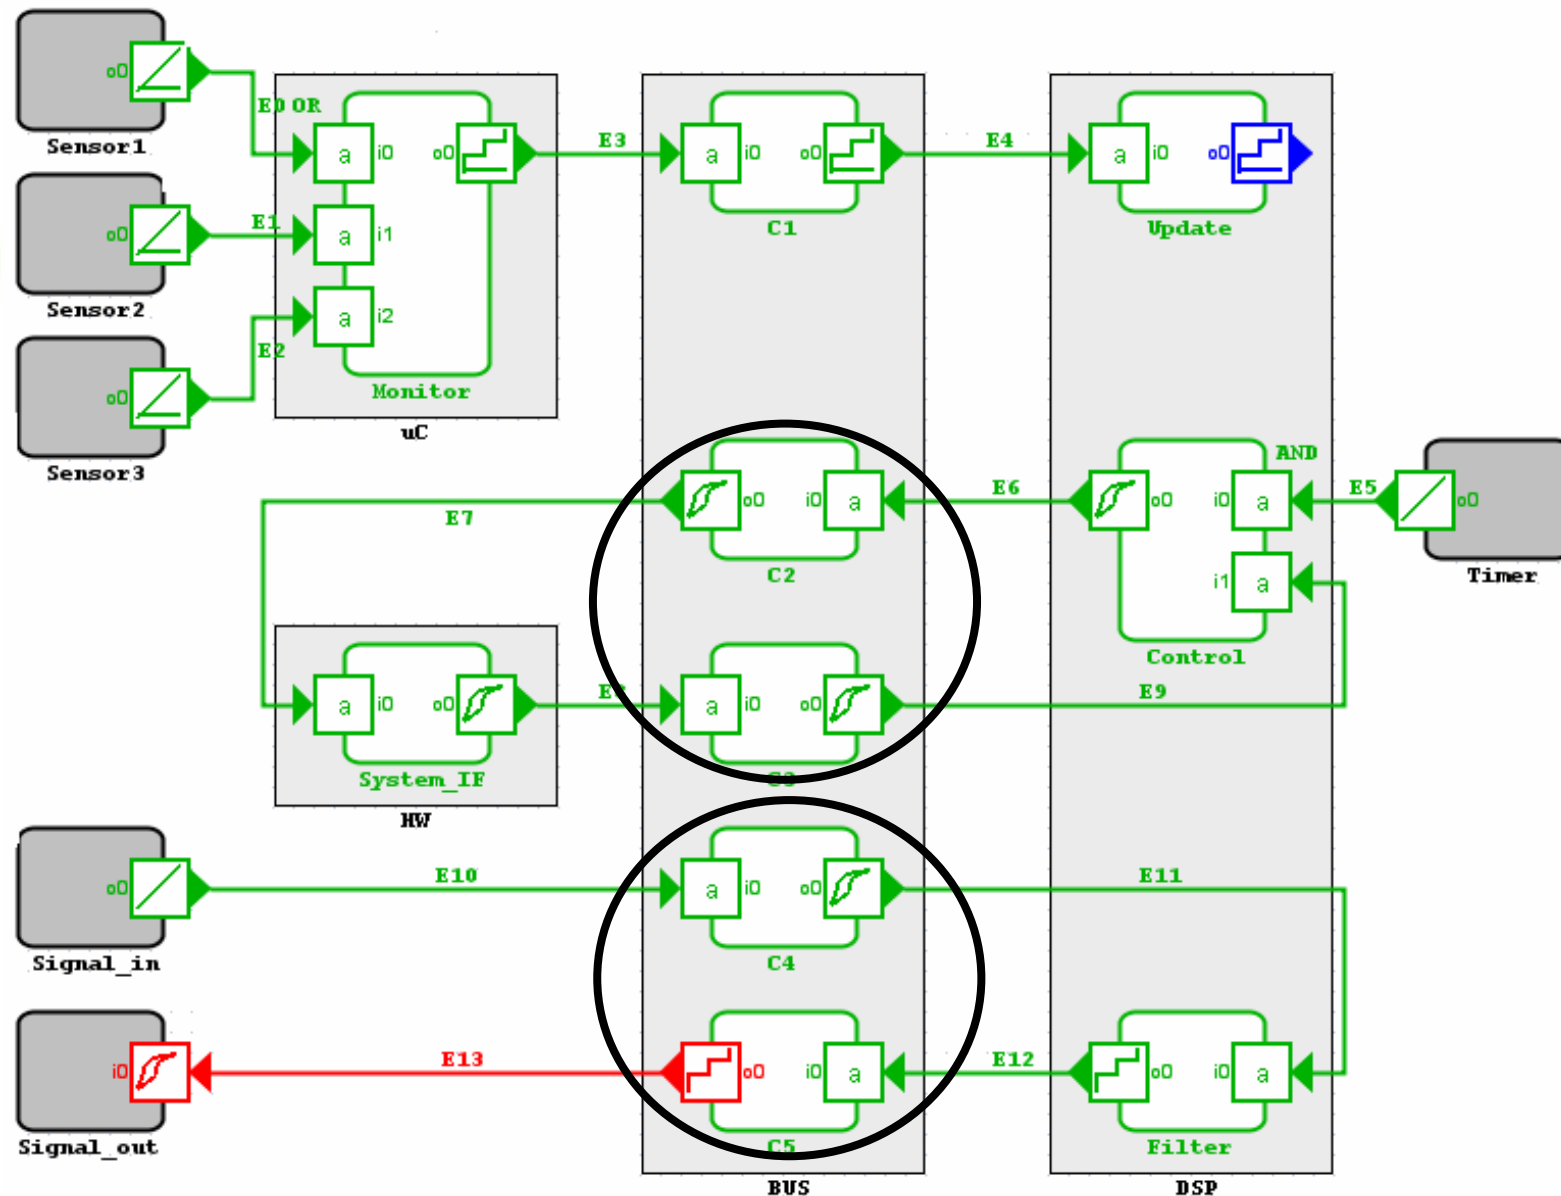 o0
Sensor1
E0 OR
a i0
o0
E3
a i0
o0
C1
E4
a i0
o0
Update
o0
Sensor2
E1
a i1
o0
Sensor3
E2
a i2
Monitor
uC
E7
o0
i0 a
C2
E6
o0
AND
i0 a
E5
o0
Timer
i1 a
Control
a i0
o0
System_IF
HW
a i0
o0
E9
o0
Signal_in
E10
a i0
o0
C4
E11
i0
Signal_out
E13
o0
i0 a
C5
E12
o0
i0 a
Filter
BUS
DSP